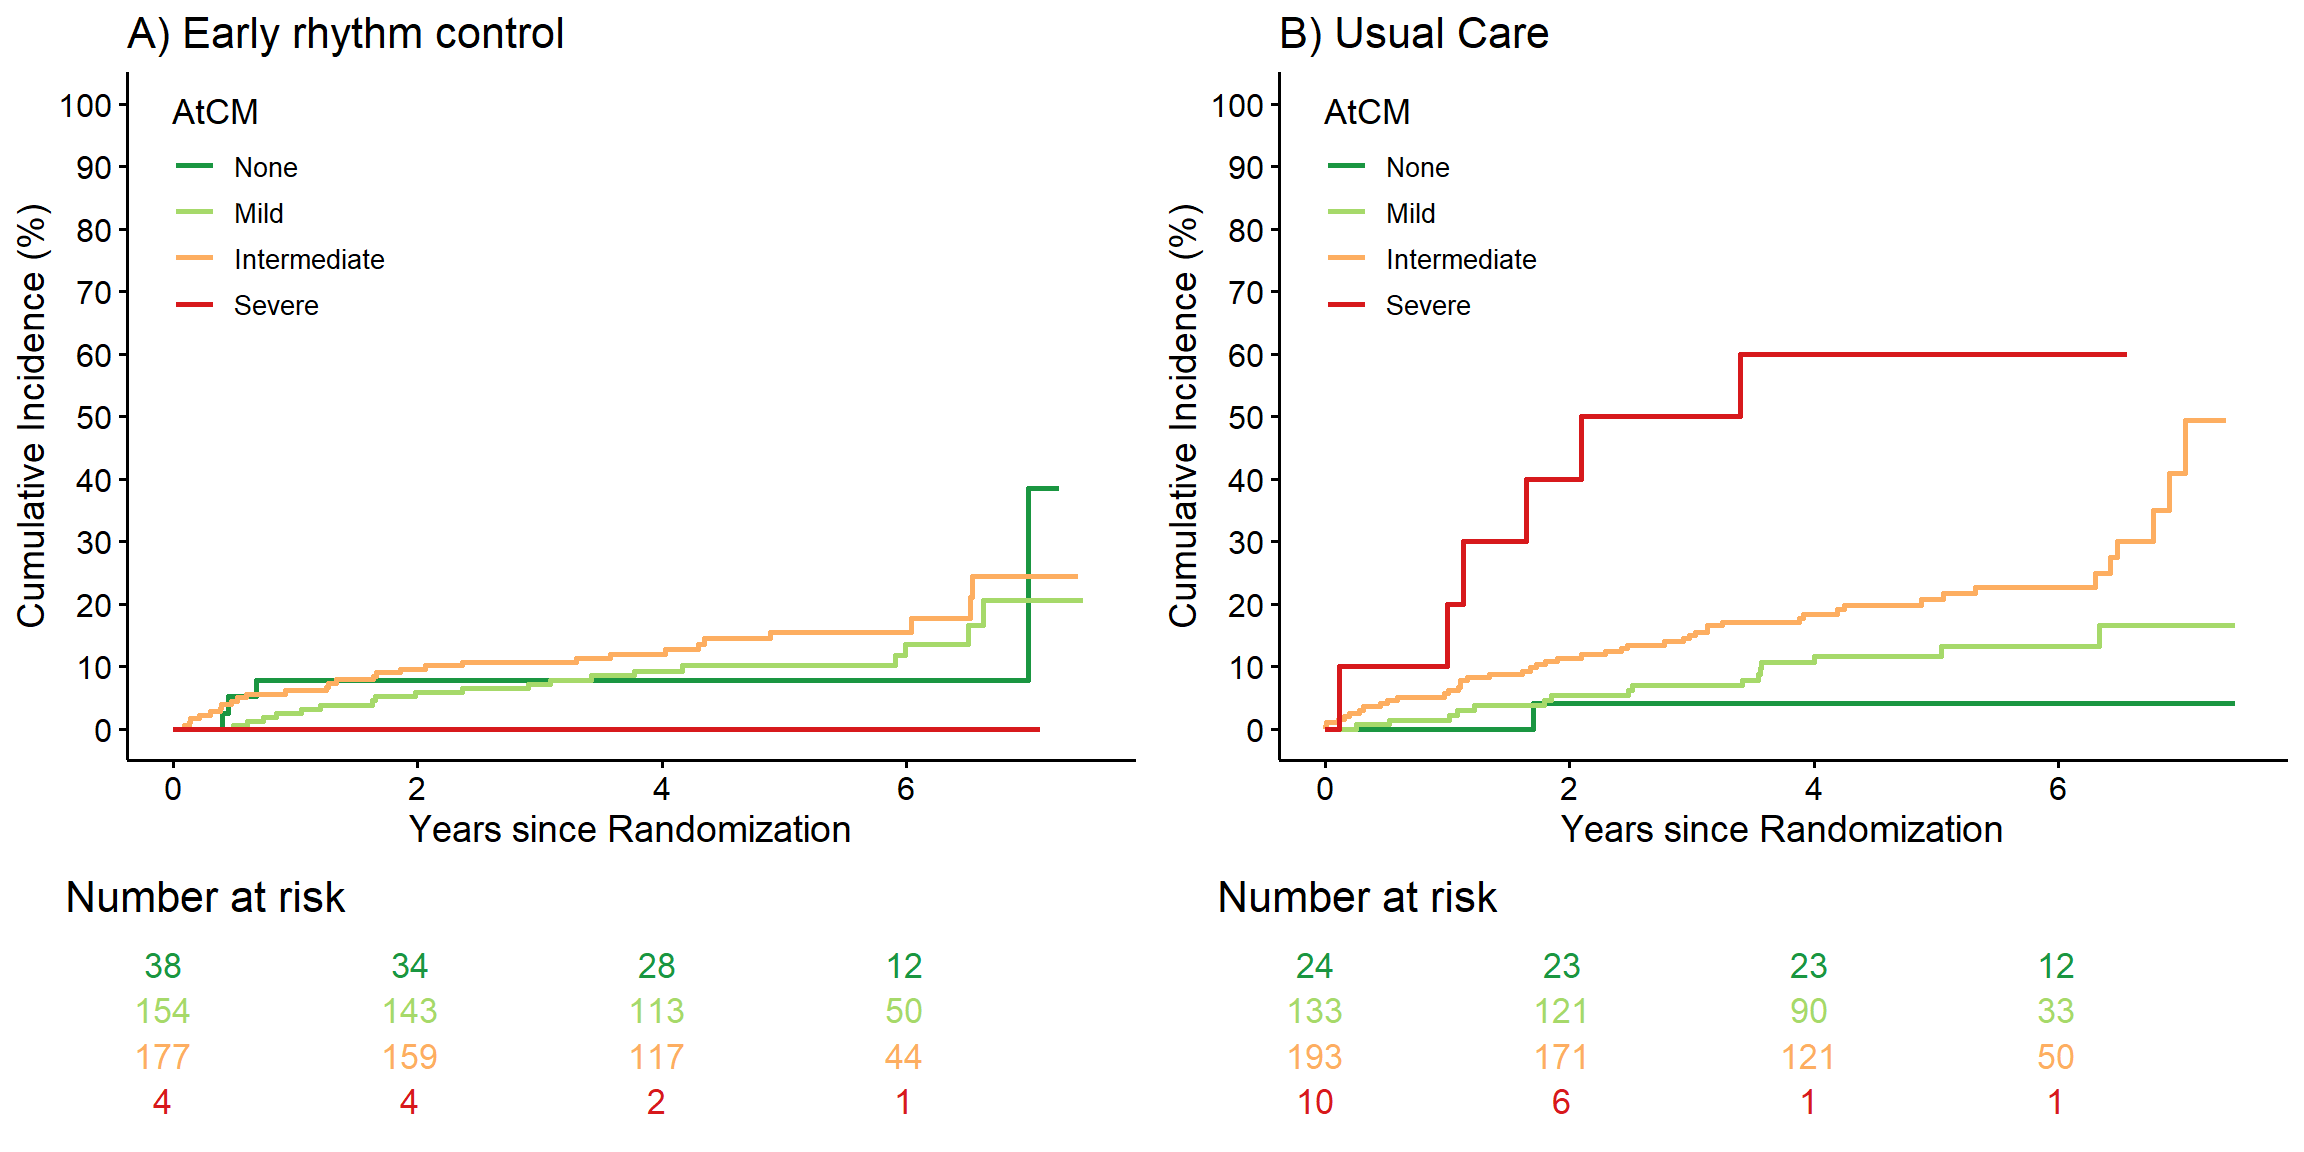 A) Early rhythm control
Cumulative Incidence (%)
100
90
80
70
60
50
40
30
20
10
0
AtCM
None
Mild
Intermediate
Severe
0 2 4 6
Years since Randomization
Number at risk
38 34 28 12
154 143 113 50
177 159 117 44
4 4 2 1
B) Usual Care
Cumulative Incidence (%)
100
90
80
70
60
50
40
30
20
10
0
AtCM
None
Mild
Intermediate
Severe
0 2 4 6
Years since Randomization
Number at risk
24 23 23 12
133 121 90 33
193 171 121 50
10 6 1 1